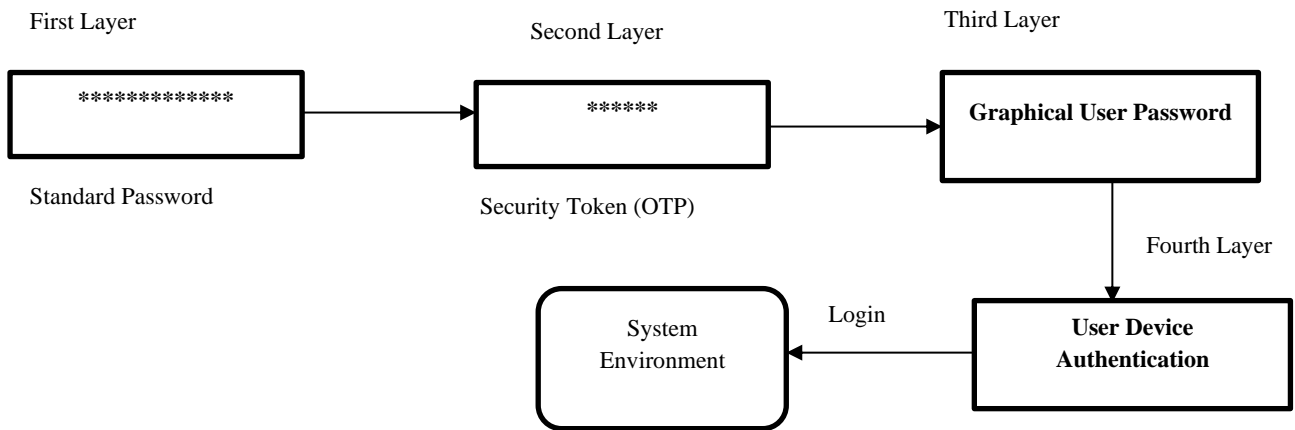 First Layer
Second Layer
Third Layer
*************
******
Graphical User Password
Standard Password
Security Token (OTP)
Fourth Layer
User Device
Authentication
Login
System
Environment